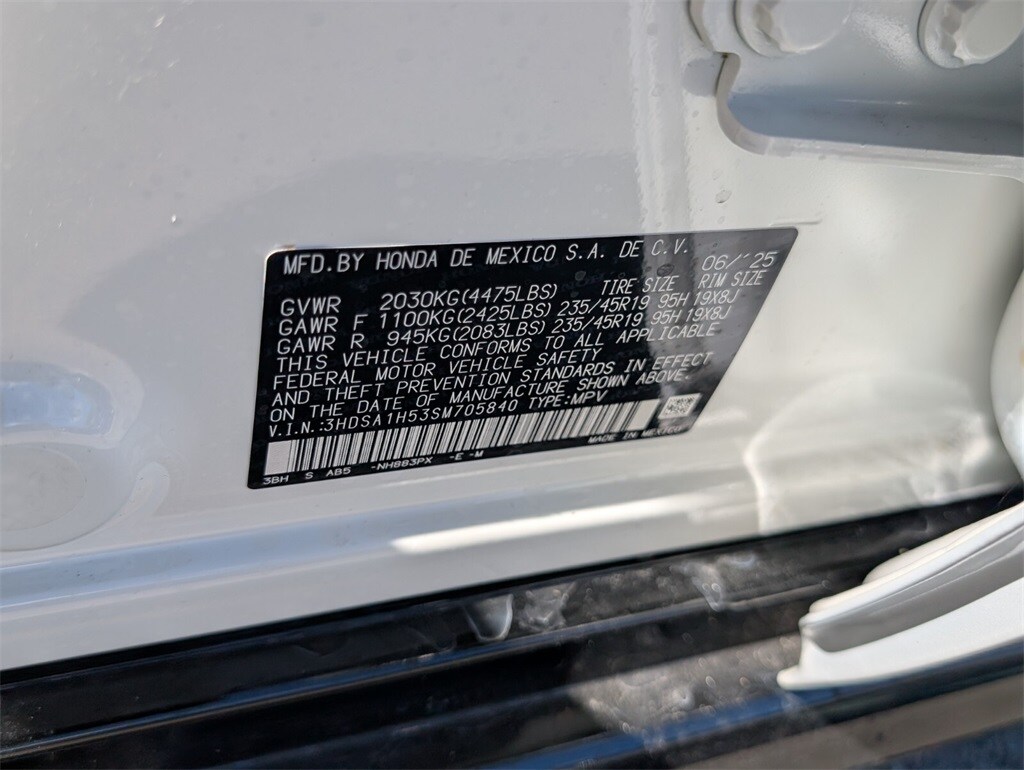 MFD.BY HONDA DE MEXICO S.A. DE C.V. 06/'25
TIRE SIZE RIM SIZE
GVWR 2030KG(4475LBS)
GAWR F 1100KG(2425LBS) 235/45R19 95H 19X8J
GAWR R 945KG(2083LBS) 235/45R19 95H 19X8J
THIS VEHICLE CONFORMS TO ALL APPLICABLE
FEDERAL MOTOR VEHICLE SAFETY
AND THEFT PREVENTION STANDARDS IN EFFECT
ON THE DATE OF MANUFACTURE SHOWN ABOVE.
V.I.N.:3HDSA1H53SM705840 TYPE:MPV
MADE IN MEXICO
3BH S AB5 -NH883PX -E -M